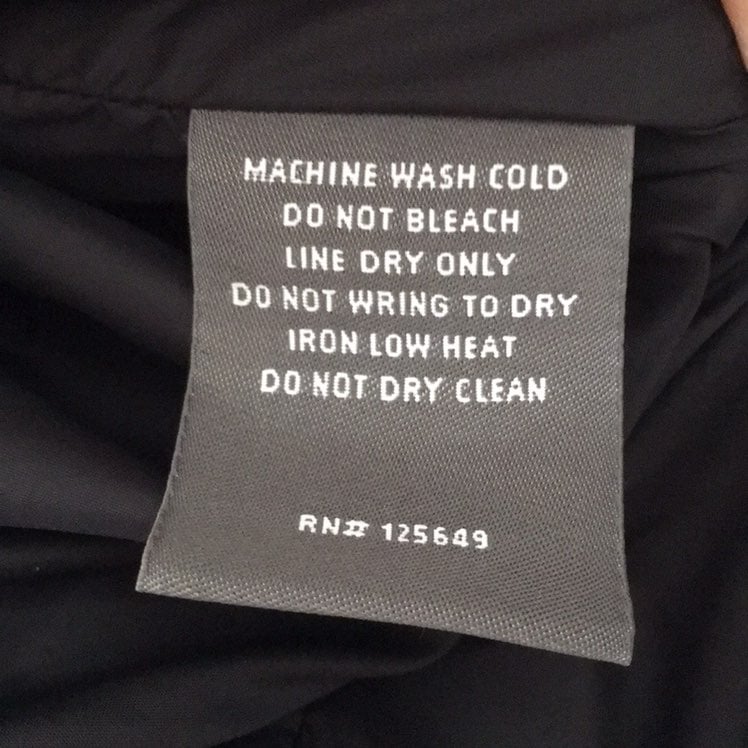 MACHINE WASH COLD
DO NOT BLEACH
LINE DRY ONLY
DO NOT WRING TO DRY
IRON LOW HEAT
DO NOT DRY CLEAN
RN# 125649